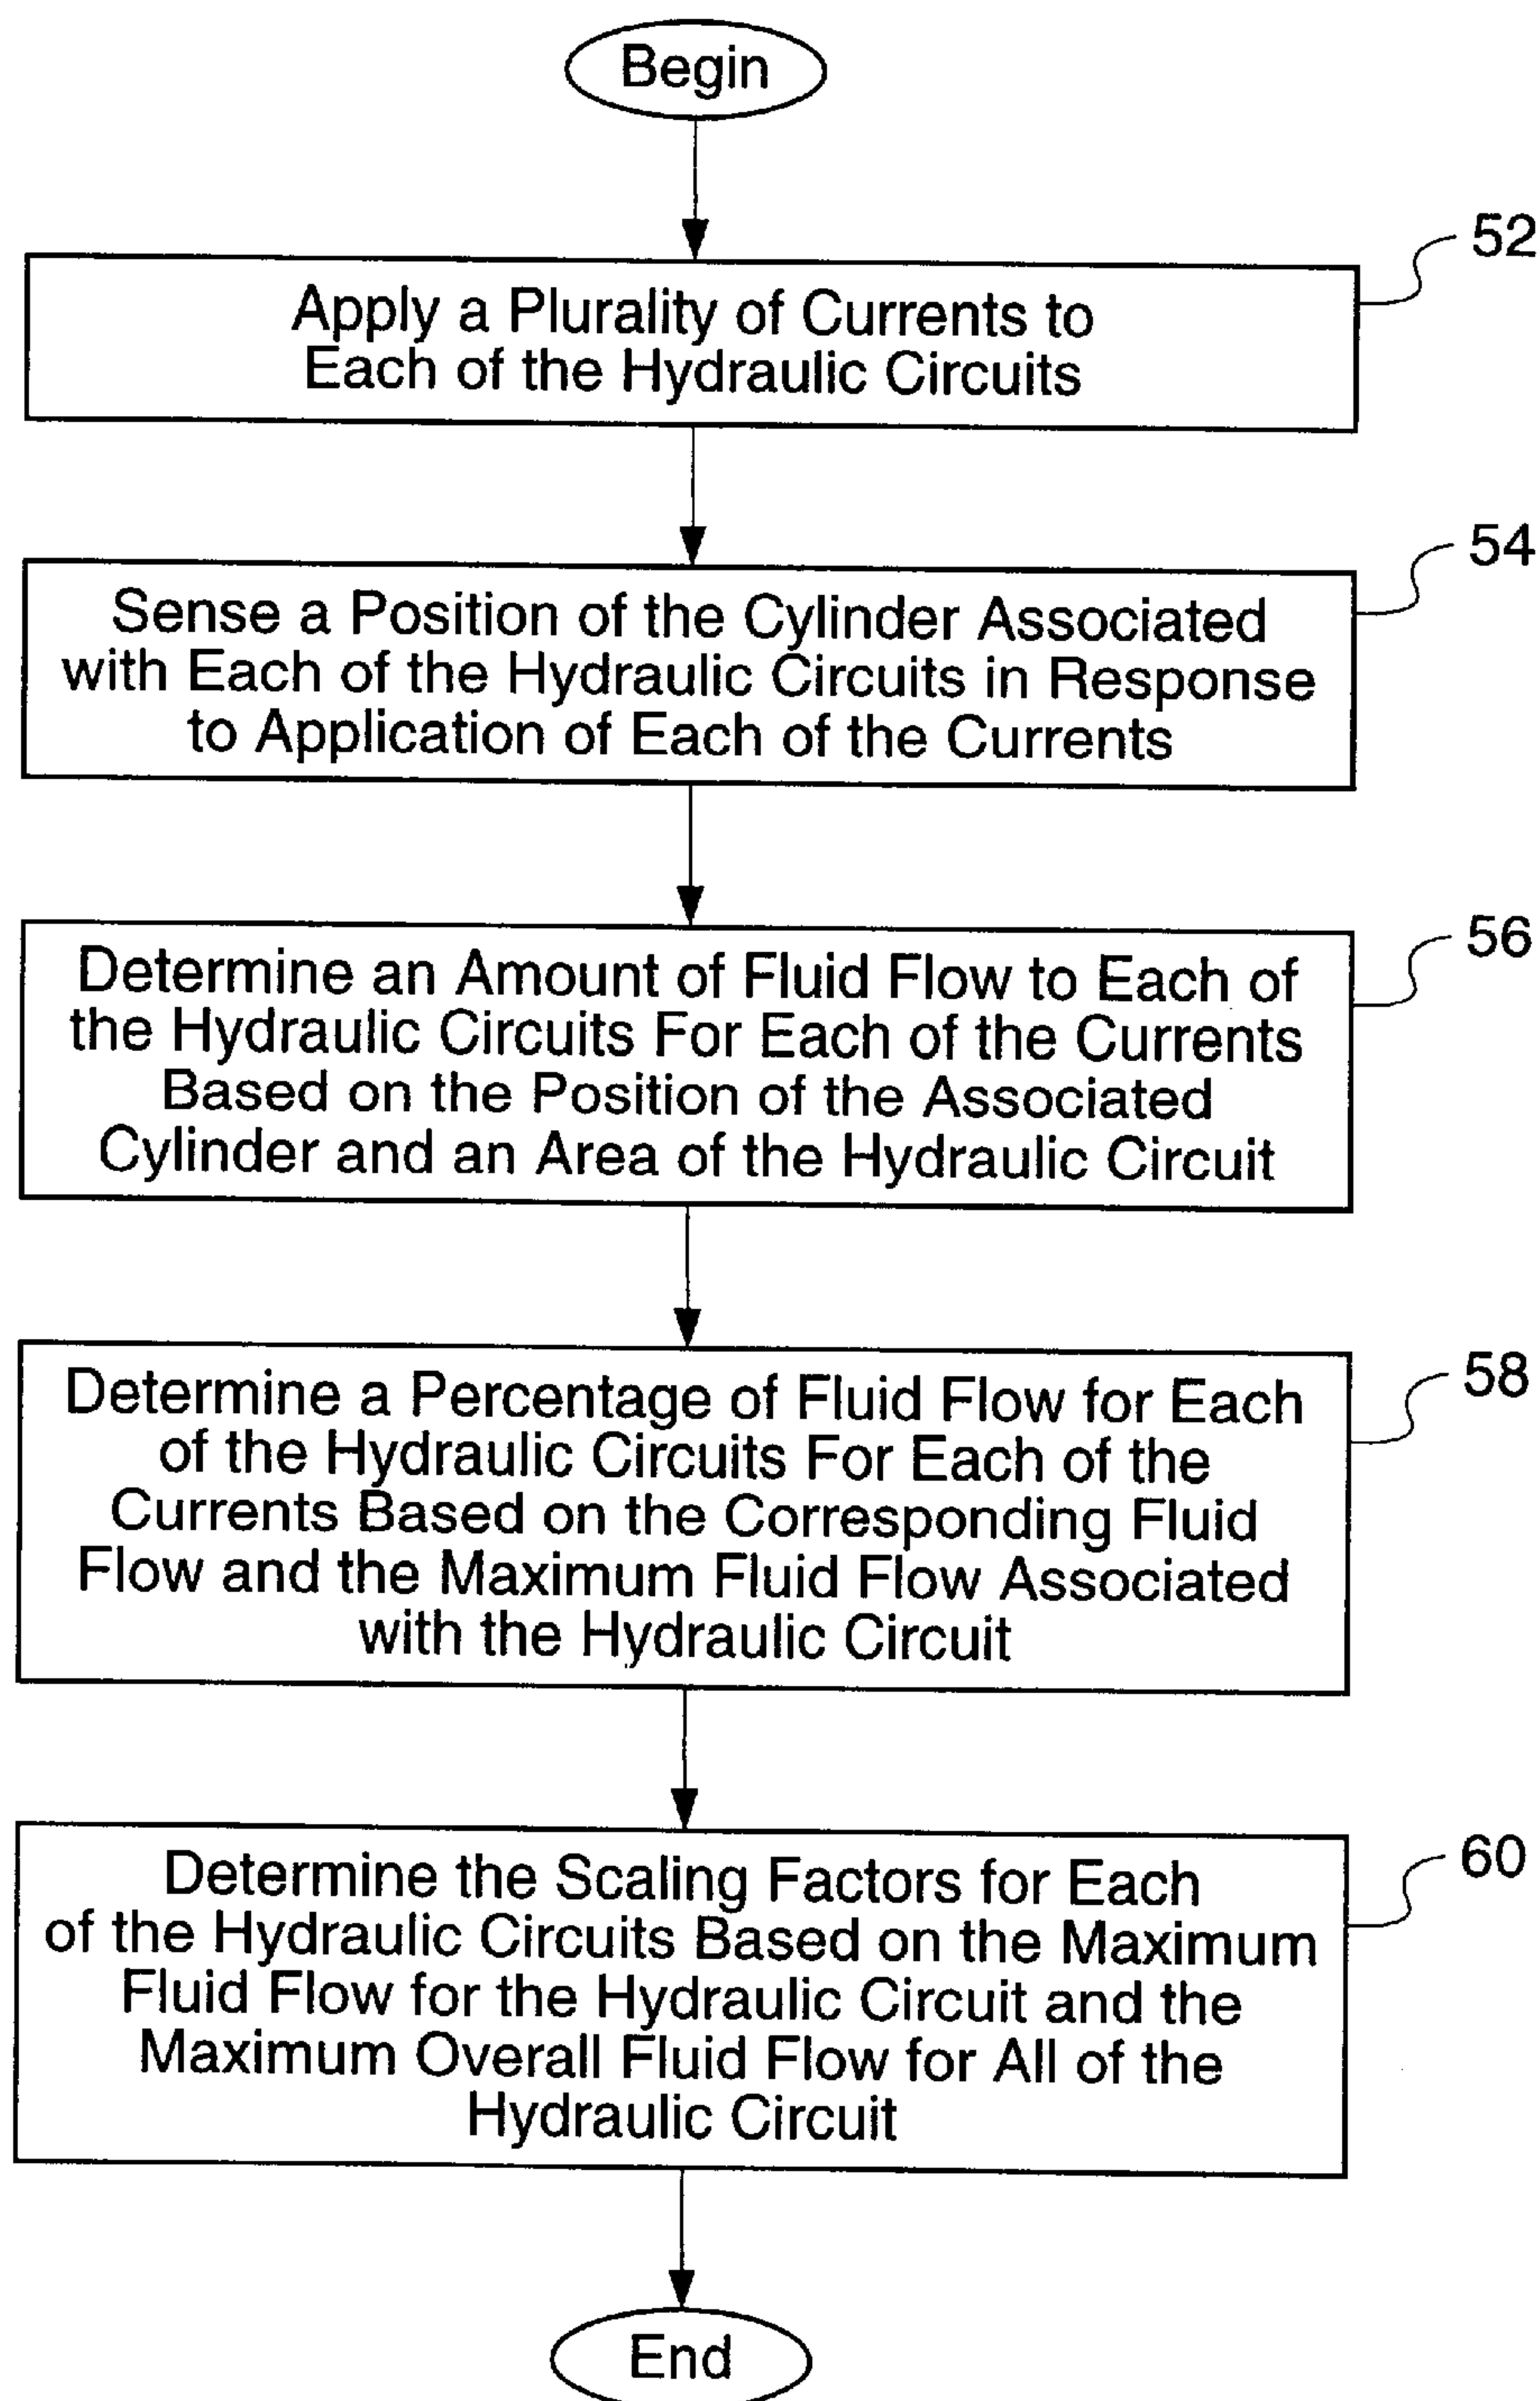 Begin
52
Apply a Plurality of Currents to
Each of the Hydraulic Circuits
54
Sense a Position of the Cylinder Associated
with Each of the Hydraulic Circuits in Response
to Application of Each of the Currents
56
Determine an Amount of Fluid Flow to Each of
the Hydraulic Circuits For Each of the Currents
Based on the Position of the Associated
Cylinder and an Area of the Hydraulic Circuit
58
Determine a Percentage of Fluid Flow for Each
of the Hydraulic Circuits For Each of the
Currents Based on the Corresponding Fluid
Flow and the Maximum Fluid Flow Associated
with the Hydraulic Circuit
60
Determine the Scaling Factors for Each
of the Hydraulic Circuits Based on the Maximum
Fluid Flow for the Hydraulic Circuit and the
Maximum Overall Fluid Flow for All of the
Hydraulic Circuit
End